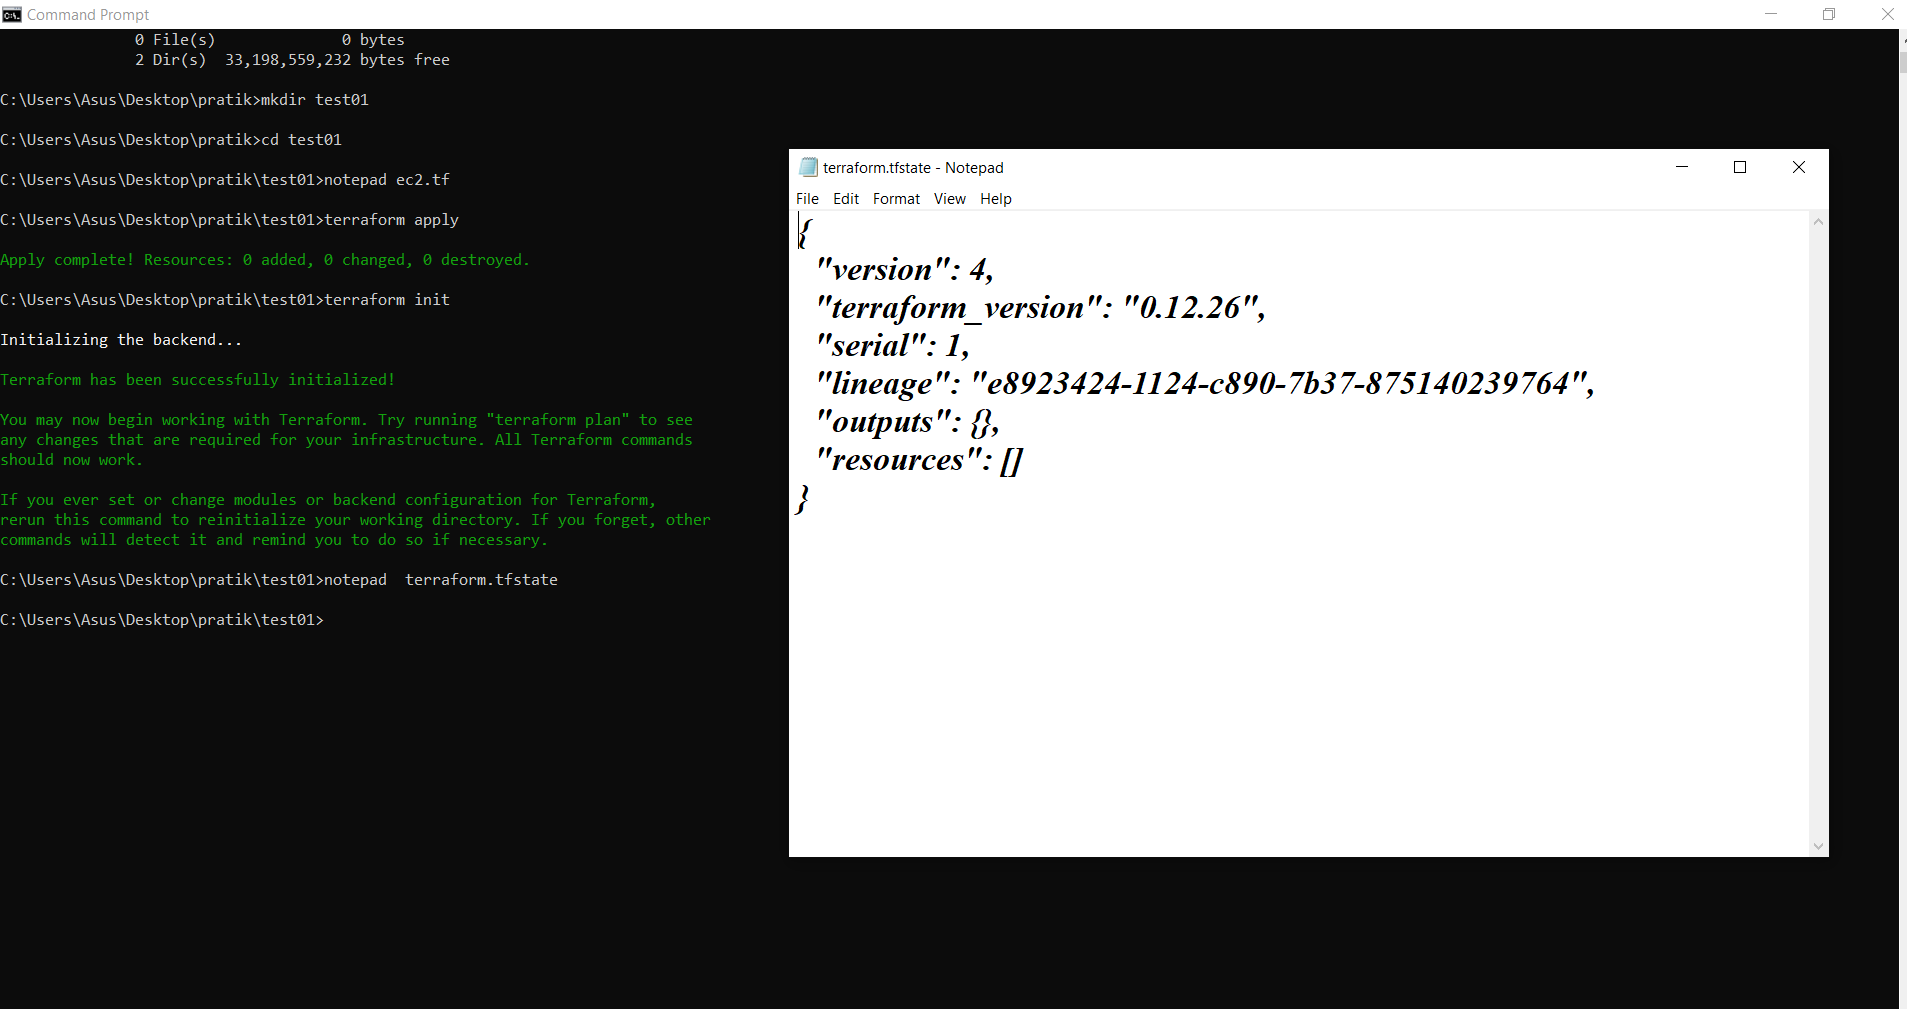 Command Prompt
0 File(s)              0 bytes
2 Dir(s)  33,198,559,232 bytes free
C:\Users\Asus\Desktop\pratik>mkdir test01
C:\Users\Asus\Desktop\pratik>cd test01
C:\Users\Asus\Desktop\pratik\test01>notepad ec2.tf
C:\Users\Asus\Desktop\pratik\test01>terraform apply
Apply complete! Resources: 0 added, 0 changed, 0 destroyed.
C:\Users\Asus\Desktop\pratik\test01>terraform init
Initializing the backend...
Terraform has been successfully initialized!
You may now begin working with Terraform. Try running "terraform plan" to see
any changes that are required for your infrastructure. All Terraform commands
should now work.
If you ever set or change modules or backend configuration for Terraform,
rerun this command to reinitialize your working directory. If you forget, other
commands will detect it and remind you to do so if necessary.
C:\Users\Asus\Desktop\pratik\test01>notepad  terraform.tfstate
C:\Users\Asus\Desktop\pratik\test01>
terraform.tfstate - Notepad
File Edit Format View Help
{
"version": 4,
"terraform_version": "0.12.26",
"serial": 1,
"lineage": "e8923424-1124-c890-7b37-875140239764",
"outputs": {},
"resources": []
}